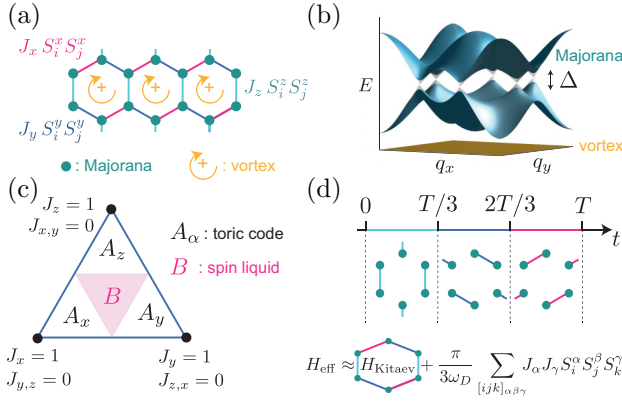 (a)
J_x S_i^x S_j^x
+ + +
J_z S_i^z S_j^z
J_y S_i^y S_j^y
: Majorana
+ : vortex
(b)
Majorana
E
Δ
vortex
q_x
q_y
(c)
J_z = 1
J_{x,y} = 0
A_z
A_α : toric code
B : spin liquid
B
A_x
A_y
J_x = 1
J_{y,z} = 0
J_y = 1
J_{z,x} = 0
(d)
0 T/3 2T/3 T
t
H_eff ≈ H_Kitaev + \frac{π}{3ω_D} ∑_{[ijk]_{αβγ}} J_α J_γ S_i^α S_j^β S_k^γ